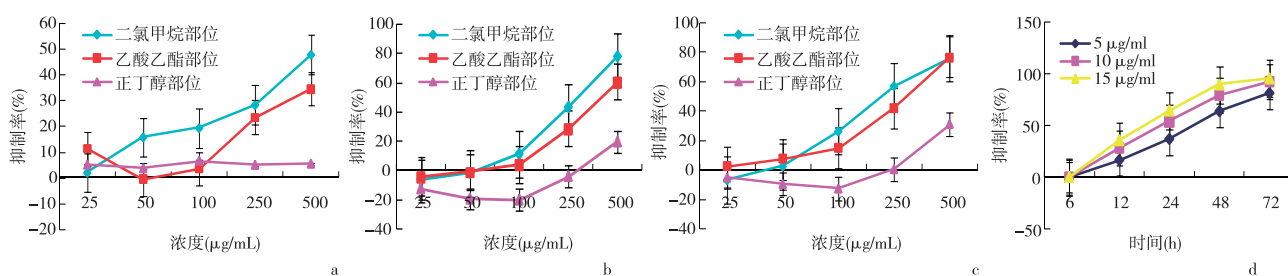 60
50
40
30
20
10
0
−10
−20
抑制率(%)
二氯甲烷部位
乙酸乙酯部位
正丁醇部位
25 50 100 250 500
浓度(μg/mL)
a
100
80
60
40
20
0
−20
−40
抑制率(%)
二氯甲烷部位
乙酸乙酯部位
正丁醇部位
25 50 100 250 500
浓度(μg/mL)
b
100
80
60
40
20
0
−20
−40
抑制率(%)
二氯甲烷部位
乙酸乙酯部位
正丁醇部位
25 50 100 250 500
浓度(μg/mL)
c
150
100
50
0
−50
抑制率(%)
5 μg/ml
10 μg/ml
15 μg/ml
6 12 24 48 72
时间(h)
d